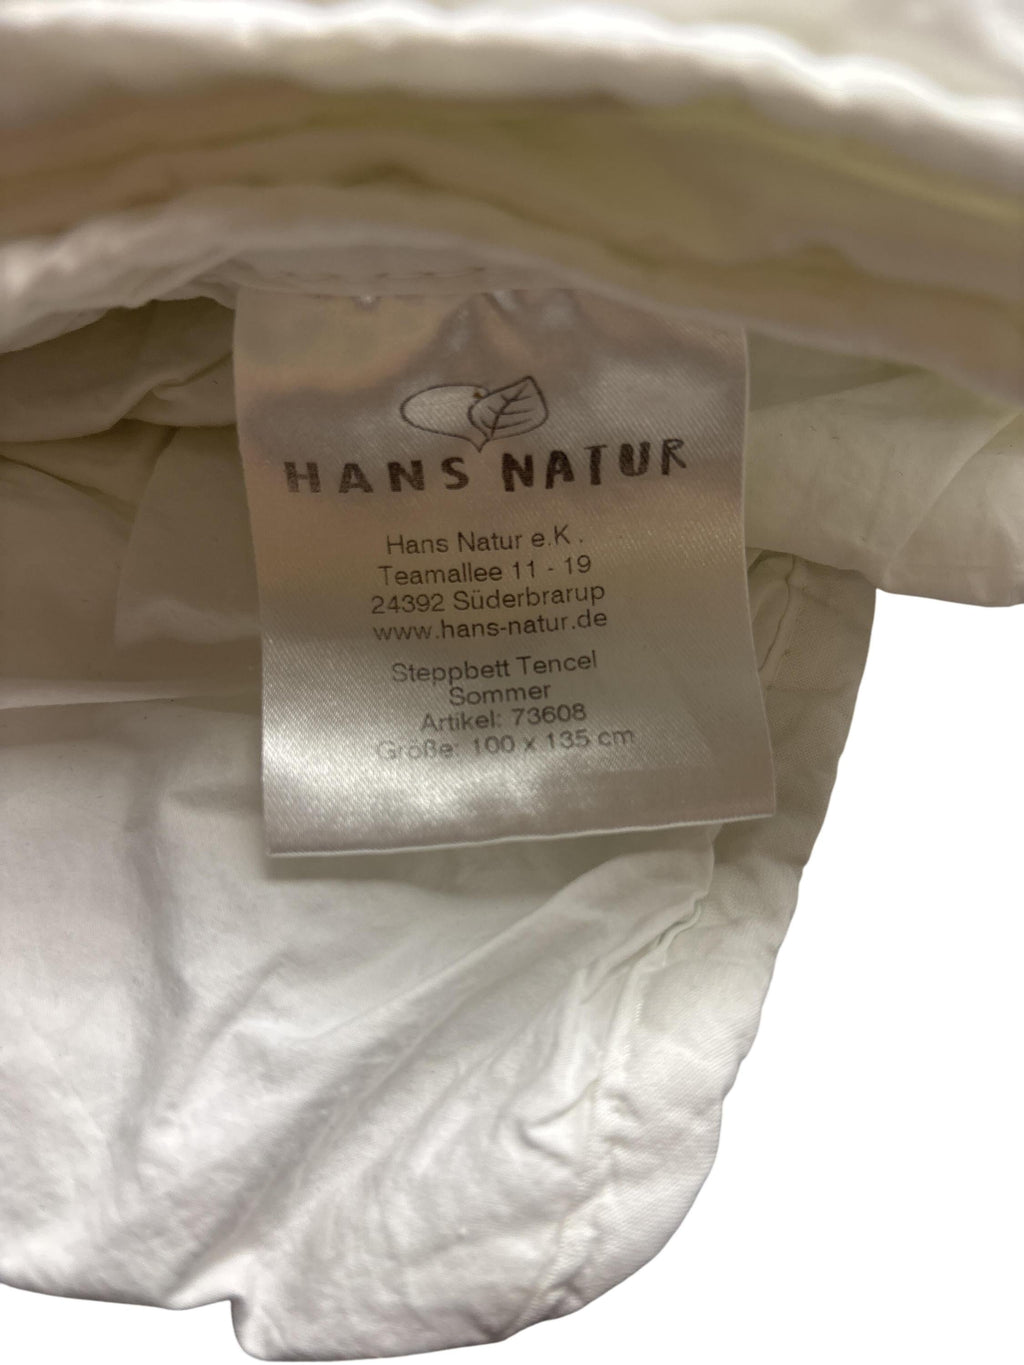 HANS NATUR
Hans Natur e.K.
Teamallee 11 - 19
24392 Süderbrarup
www.hans-natur.de
Steppbett Tencel
Sommer
Artikel: 73608
Größe: 100 x 135 cm